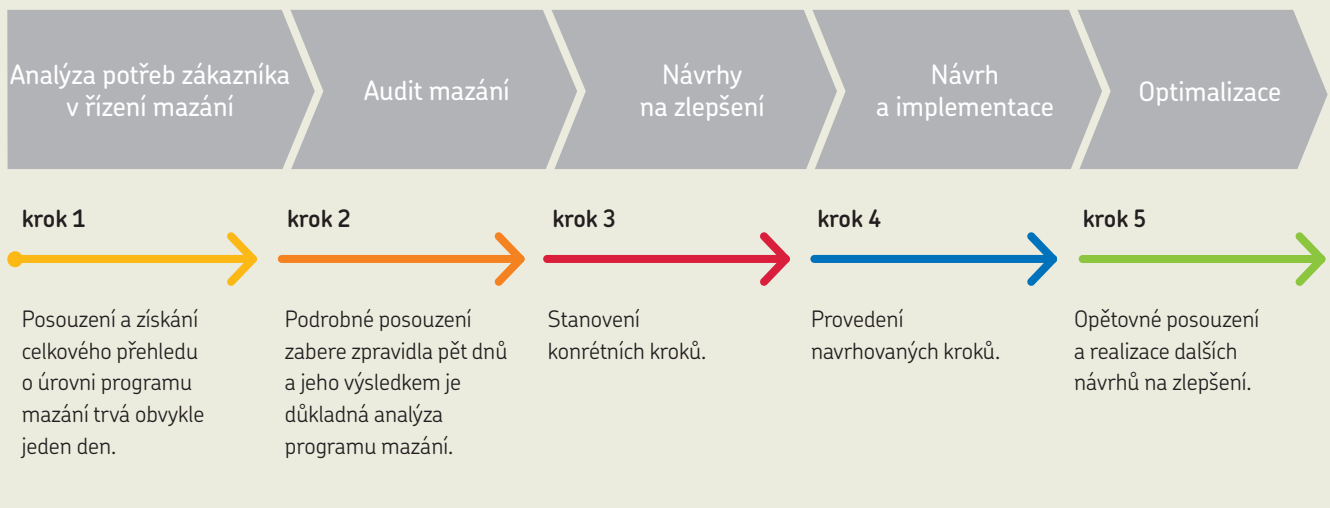 Analýza potřeb zákazníka
v řízení mazání
Audit mazání
Návrhy
na zlepšení
Návrh
a implementace
Optimalizace
krok 1
Posouzení a získání
celkového přehledu
o úrovni programu
mazání trvá obvykle
jeden den.
krok 2
Podrobné posouzení
zabere zpravidla pět dnů
a jeho výsledkem je
důkladná analýza
programu mazání.
krok 3
Stanovení
konrétních kroků.
krok 4
Provedení
navrhovaných kroků.
krok 5
Opětovné posouzení
a realizace dalších
návrhů na zlepšení.